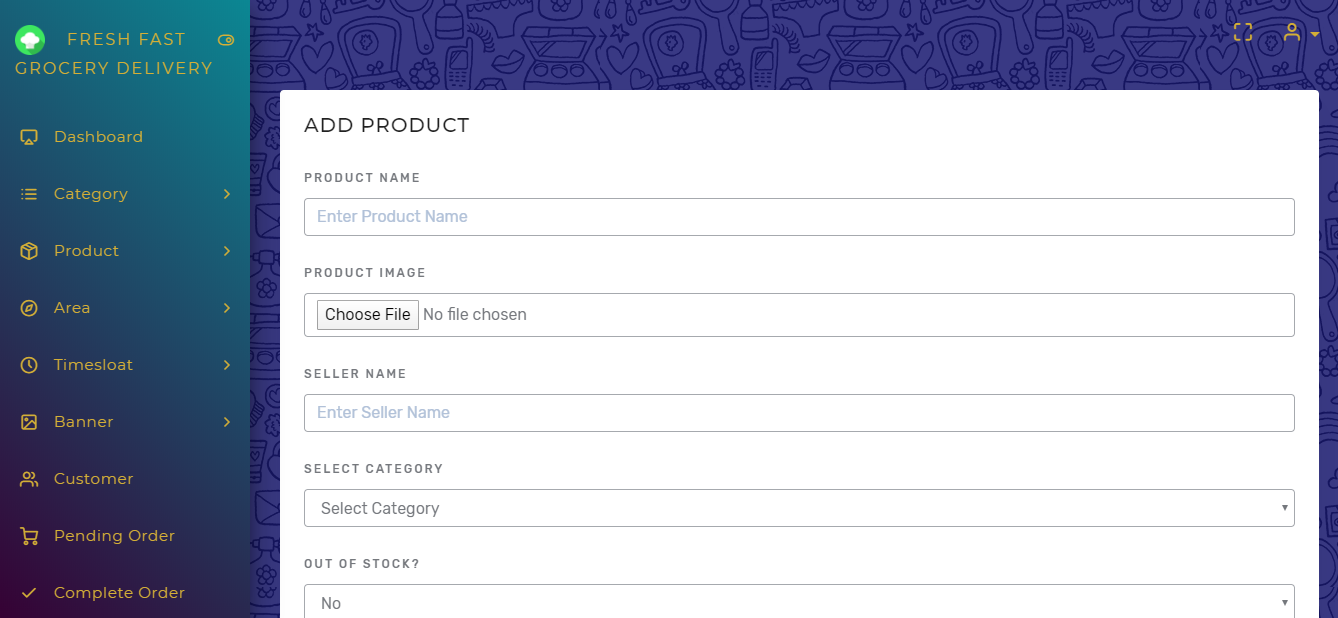 FRESH FAST
GROCERY DELIVERY
Dashboard
Category
Product
Area
Timesloat
Banner
Customer
Pending Order
Complete Order
ADD PRODUCT
PRODUCT NAME
Enter Product Name
PRODUCT IMAGE
Choose File No file chosen
SELLER NAME
Enter Seller Name
SELECT CATEGORY
Select Category
OUT OF STOCK?
No